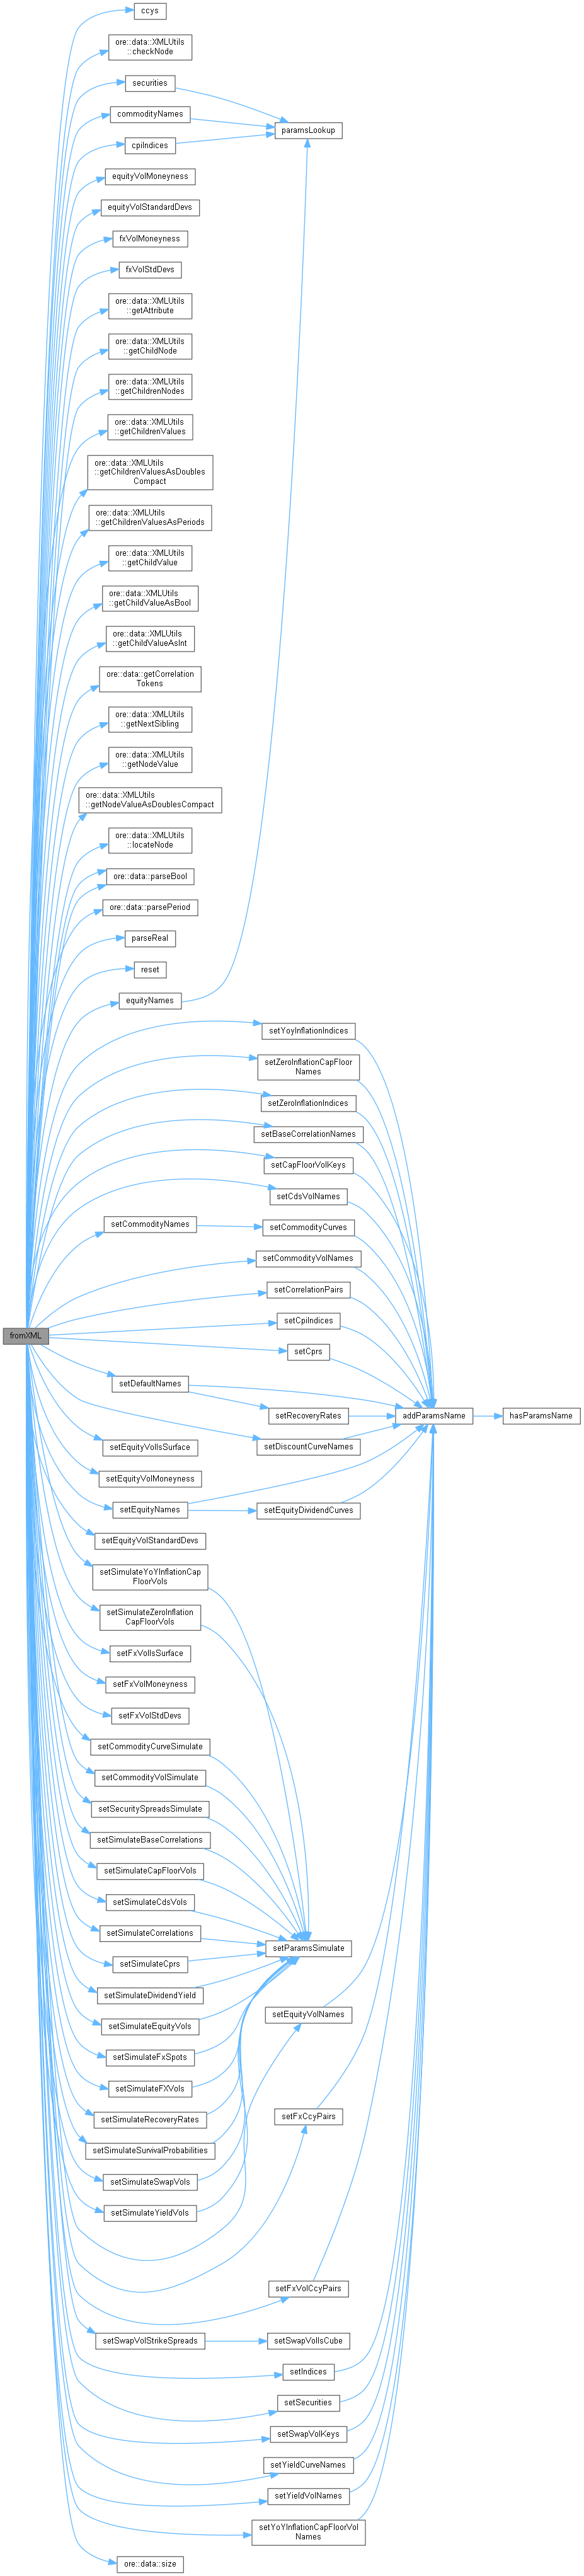 ccys
ore::data::XMLUtils
::checkNode
securities
commodityNames
paramsLookup
cpiIndices
equityVolMoneyness
equityVolStandardDevs
fxVolMoneyness
fxVolStdDevs
ore::data::XMLUtils
::getAttribute
ore::data::XMLUtils
::getChildNode
ore::data::XMLUtils
::getChildrenNodes
ore::data::XMLUtils
::getChildrenValues
ore::data::XMLUtils
::getChildrenValuesAsDoubles
Compact
ore::data::XMLUtils
::getChildrenValuesAsPeriods
ore::data::XMLUtils
::getChildValue
ore::data::XMLUtils
::getChildValueAsBool
ore::data::XMLUtils
::getChildValueAsInt
ore::data::getCorrelation
Tokens
ore::data::XMLUtils
::getNextSibling
ore::data::XMLUtils
::getNodeValue
ore::data::XMLUtils
::getNodeValueAsDoublesCompact
ore::data::XMLUtils
::locateNode
ore::data::parseBool
ore::data::parsePeriod
parseReal
reset
equityNames
setYoyInflationIndices
setZeroInflationCapFloor
Names
setZeroInflationIndices
setBaseCorrelationNames
setCapFloorVolKeys
setCdsVolNames
setCommodityNames
setCommodityCurves
setCommodityVolNames
setCorrelationPairs
setCpiIndices
fromXML
setCprs
setDefaultNames
setRecoveryRates
addParamsName
hasParamsName
setDiscountCurveNames
setEquityVolIsSurface
setEquityVolMoneyness
setEquityNames
setEquityDividendCurves
setEquityVolStandardDevs
setSimulateYoYInflationCap
FloorVols
setSimulateZeroInflation
CapFloorVols
setFxVolIsSurface
setFxVolMoneyness
setFxVolStdDevs
setCommodityCurveSimulate
setCommodityVolSimulate
setSecuritySpreadsSimulate
setSimulateBaseCorrelations
setSimulateCapFloorVols
setSimulateCdsVols
setSimulateCorrelations
setParamsSimulate
setSimulateCprs
setSimulateDividendYield
setEquityVolNames
setSimulateEquityVols
setSimulateFxSpots
setSimulateFXVols
setFxCcyPairs
setSimulateRecoveryRates
setSimulateSurvivalProbabilities
setSimulateSwapVols
setSimulateYieldVols
setFxVolCcyPairs
setSwapVolStrikeSpreads
setSwapVolIsCube
setIndices
setSecurities
setSwapVolKeys
setYieldCurveNames
setYieldVolNames
setYoYInflationCapFloorVol
Names
ore::data::size